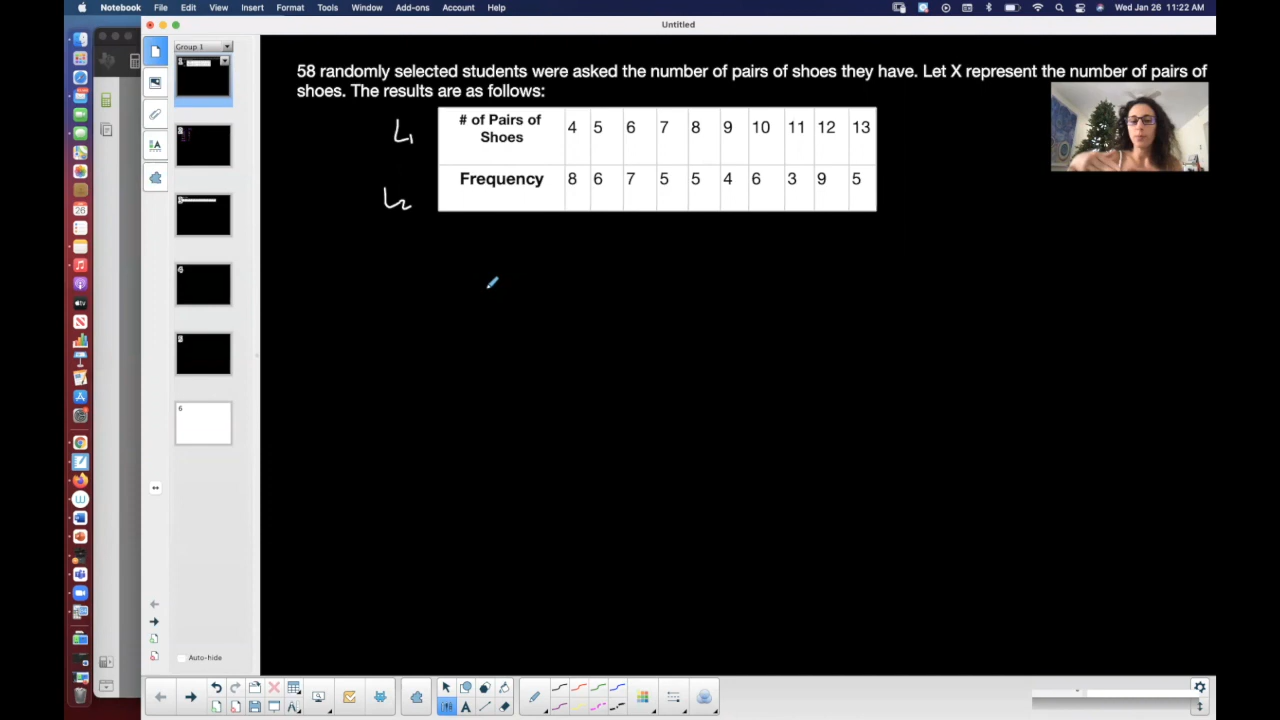 Notebook File Edit View Insert Format Tools Window Add-ons Account Help Wed Jan 26 11:22 AM
Untitled
Group 1
58 randomly selected students were asked the number of pairs of shoes they have. Let X represent the number of pairs of
shoes. The results are as follows:
L1
# of Pairs of
Shoes
4 5 6 7 8 9 10 11 12 13
L2
Frequency 8 6 7 5 5 4 6 3 9 5
6
Auto-hide